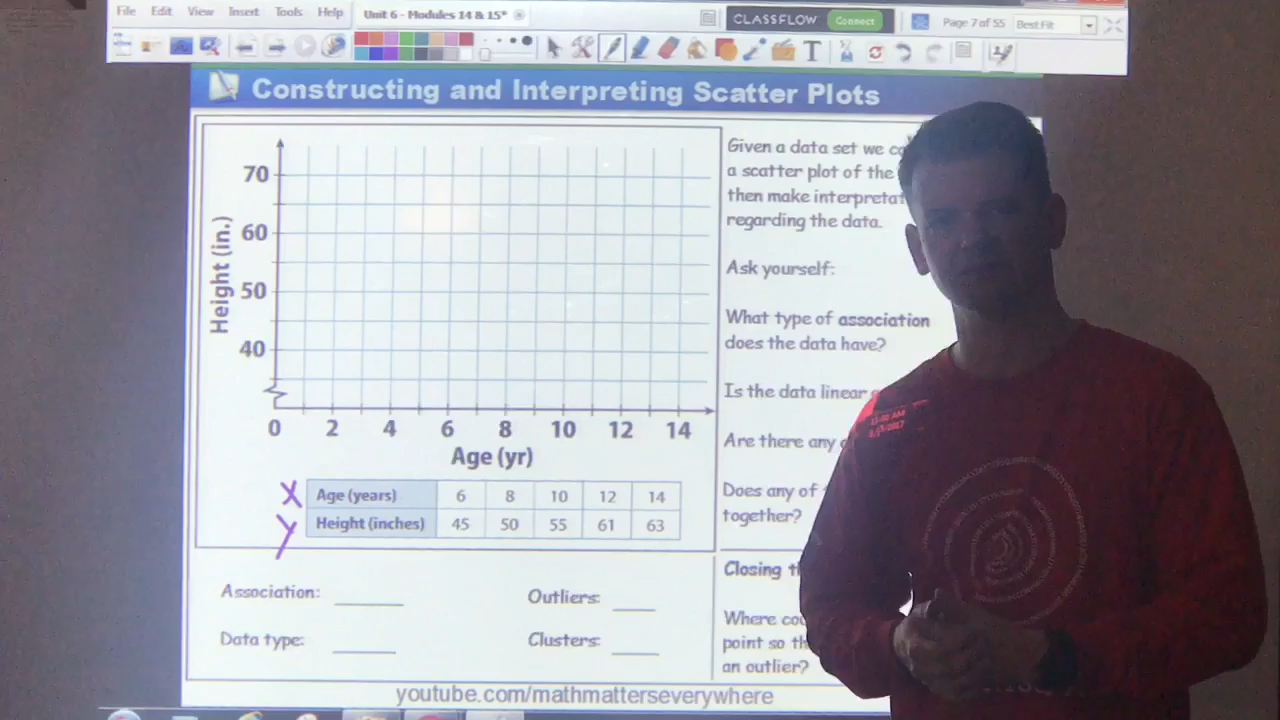 File Edit View Insert Tools Help
Unit 6 - Modules 14 & 15*
CLASSFLOW Connect
Page 7 of 55
Best Fit
T
Constructing and Interpreting Scatter Plots
70
60
50
40
Height (in.)
0 2 4 6 8 10 12 14
Age (yr)
X Age (years) 6 8 10 12 14
y Height (inches) 45 50 55 61 63
Association: ______
Outliers: ____
Data type: ______
Clusters: ____
Given a data set we
a scatter plot of the
then make
regarding the data.
Ask yourself:
What type of association
does the data have?
Is the data linear
Are there any
Does any of
together?
Closing
Where
point so
an outlier?
youtube.com/mathmatterseverywhere